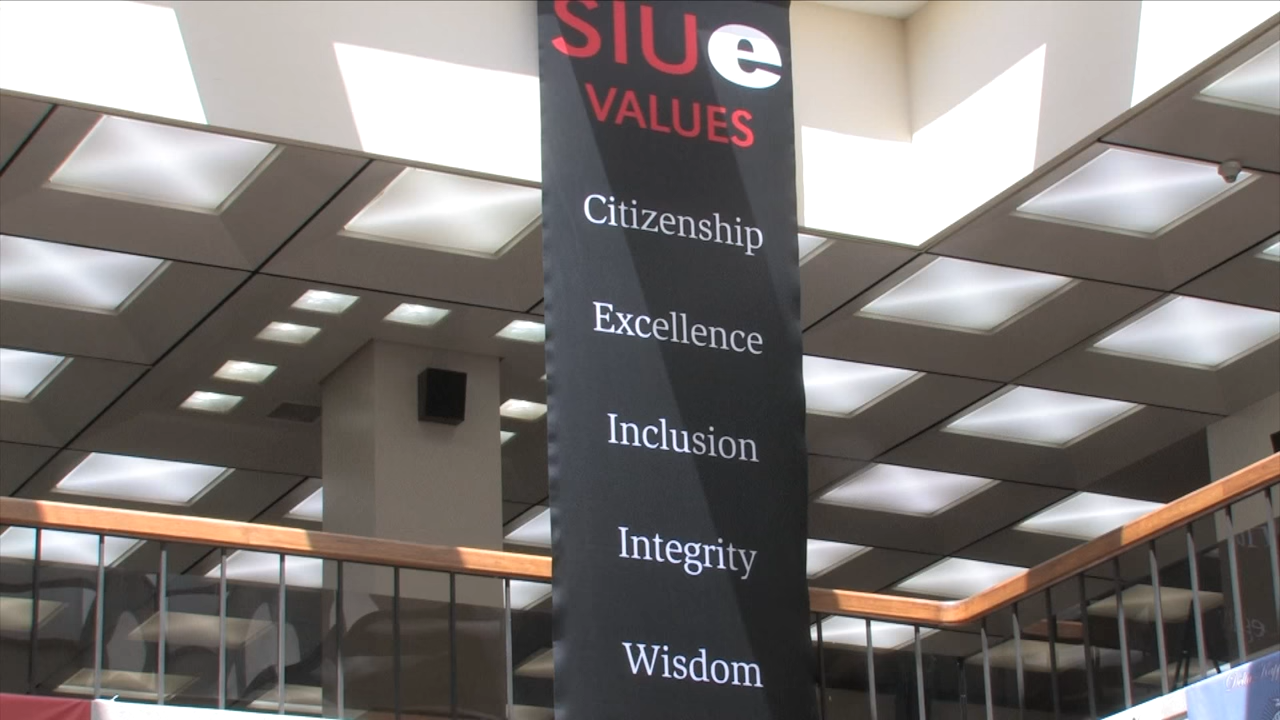 SIUe
VALUES
Citizenship
Excellence
Inclusion
Integrity
Wisdom